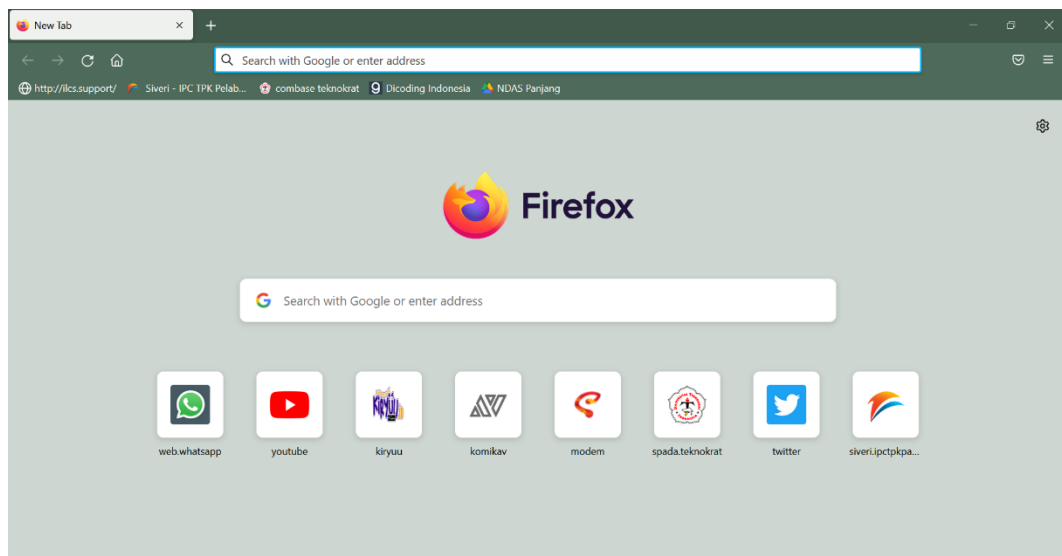 New Tab
Search with Google or enter address
http://ilcs.support/ Siveri - IPC TPK Pelab... combase teknokrat Dicoding Indonesia NDAS Panjang
Firefox
Search with Google or enter address
web.whatsapp youtube kiryuu komikav modem spada.teknokrat twitter siveri.ipctpkpa...